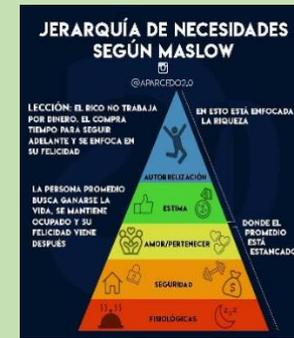 JERARQUÍA DE NECESIDADES
SEGÚN MASLOW
@APARCEDO2.0
LECCIÓN: EL RICO NO TRABAJA
POR DINERO. EL COMPRA
TIEMPO PARA SEGUIR
ADELANTE Y SE ENFOCA EN
SU FELICIDAD
EN ESTO ESTÁ ENFOCADA
LA RIQUEZA
AUTORRELIZACIÓN
LA PERSONA PROMEDIO
BUSCA GANARSE LA
VIDA, SE MANTIENE
OCUPADO Y SU
FELICIDAD VIENE
DESPUÉS
ESTIMA
DONDE EL
PROMEDIO
ESTÁ
ESTANCADO
AMOR/PERTENECER
SEGURIDAD
$
FISIOLÓGICAS